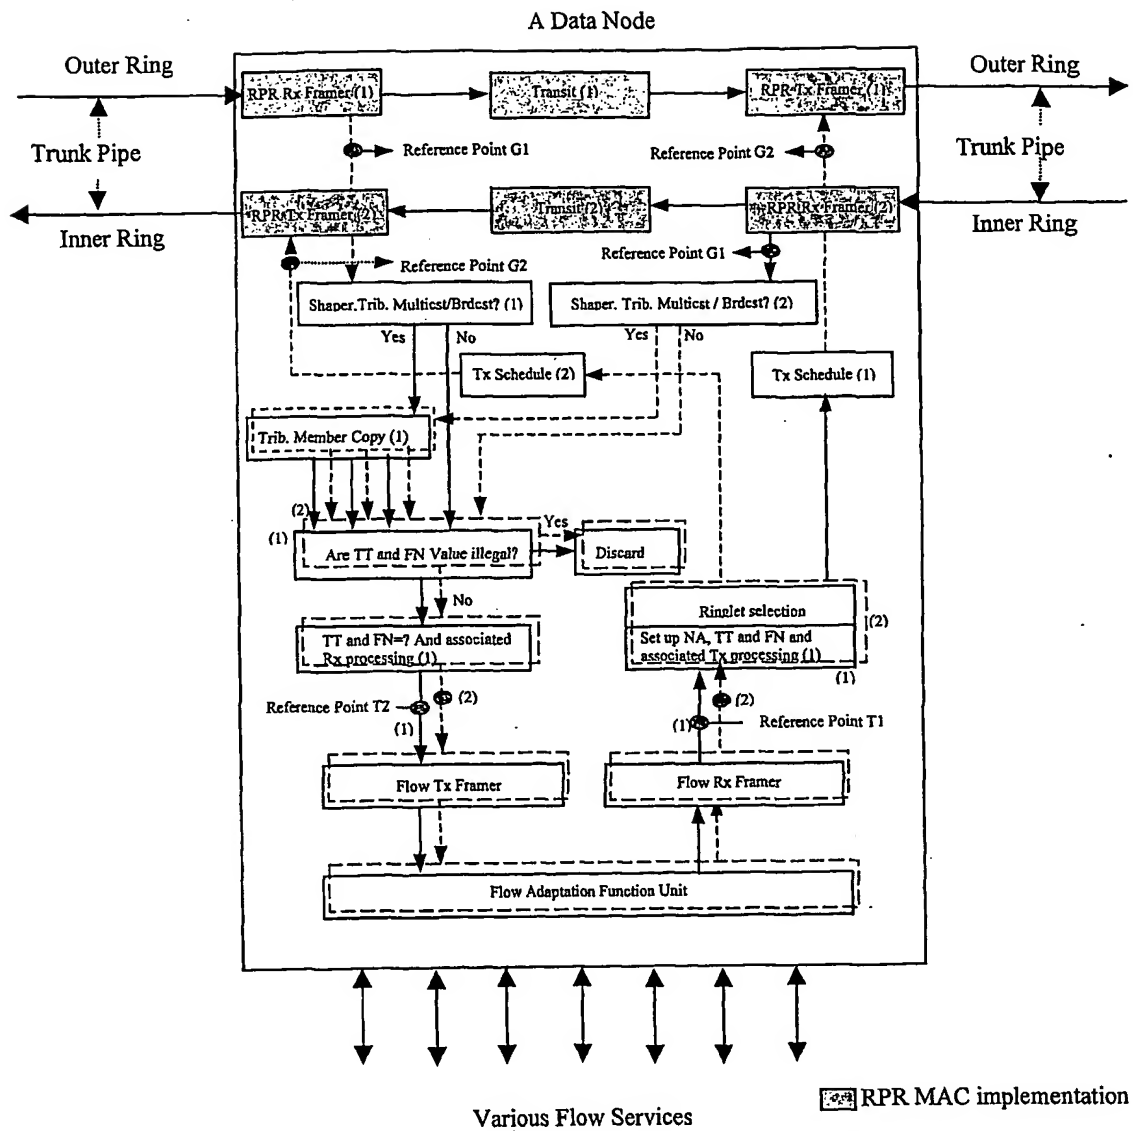 A Data Node
Outer Ring
Outer Ring
RPR Rx Framer (1)
Transit (1)
RPR Tx Framer (1)
Trunk Pipe
Reference Point G1
Reference Point G2
Trunk Pipe
RPR Tx Framer (2)
Transit (2)
RPR Rx Framer (2)
Inner Ring
Inner Ring
Reference Point G2
Reference Point G1
Shaper.Trib. Multicst/Brdcst? (1)
Shaper. Trib. Multicst / Brdcst? (2)
Yes
No
Yes
No
Tx Schedule (2)
Tx Schedule (1)
Trib. Member Copy (1)
(2)
(1)
Yes
Are TT and FN Value illegal?
Discard
No
Ringlet selection
(2)
TT and FN=? And associated
Rx processing (1)
Set up NA, TT and FN and
associated Tx processing (1)
(1)
Reference Point T2
(2)
(1)
(2)
(1)
Reference Point T1
Flow Tx Framer
Flow Rx Framer
Flow Adaptation Function Unit
RPR MAC implementation
Various Flow Services